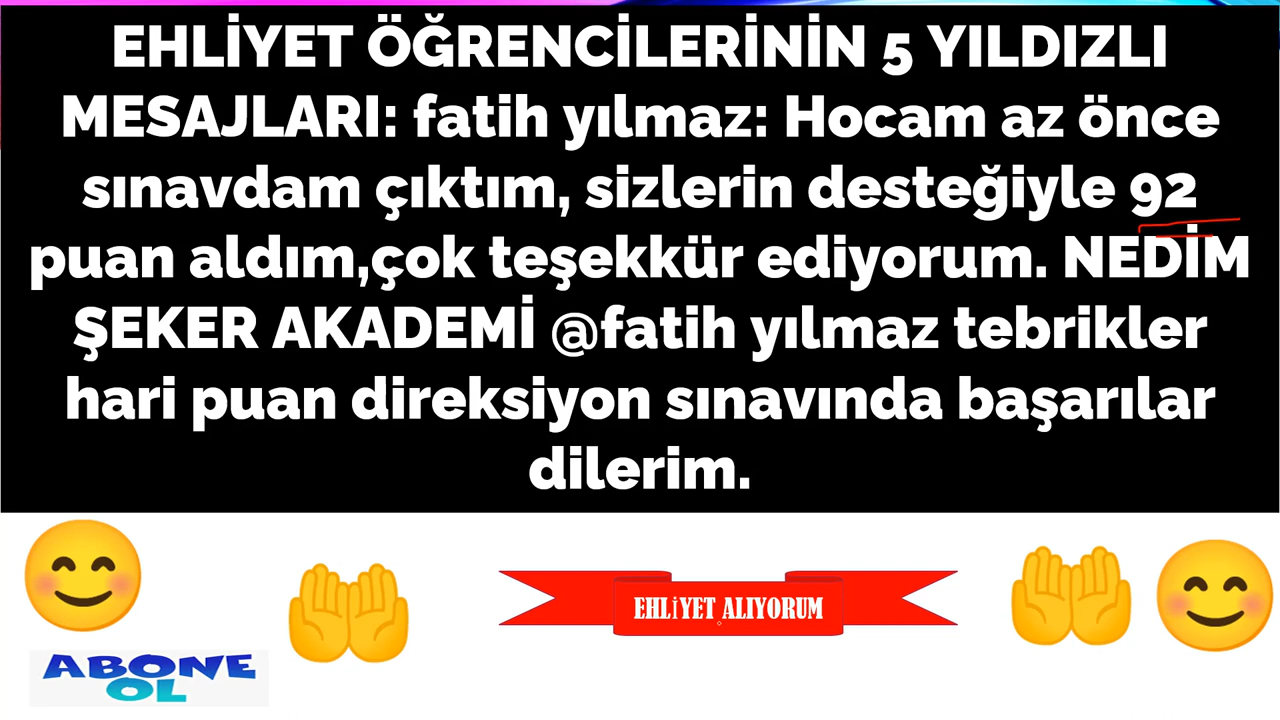 EHLİYET ÖĞRENCİLERİNİN 5 YILDIZLI
MESAJLARI: fatih yılmaz: Hocam az önce
sınavdam çıktım, sizlerin desteğiyle 92
puan aldım,çok teşekkür ediyorum. NEDİM
ŞEKER AKADEMİ @fatih yılmaz tebrikler
hari puan direksiyon sınavında başarılar
dilerim.
EHLİYET ALIYORUM
ABONE
OL